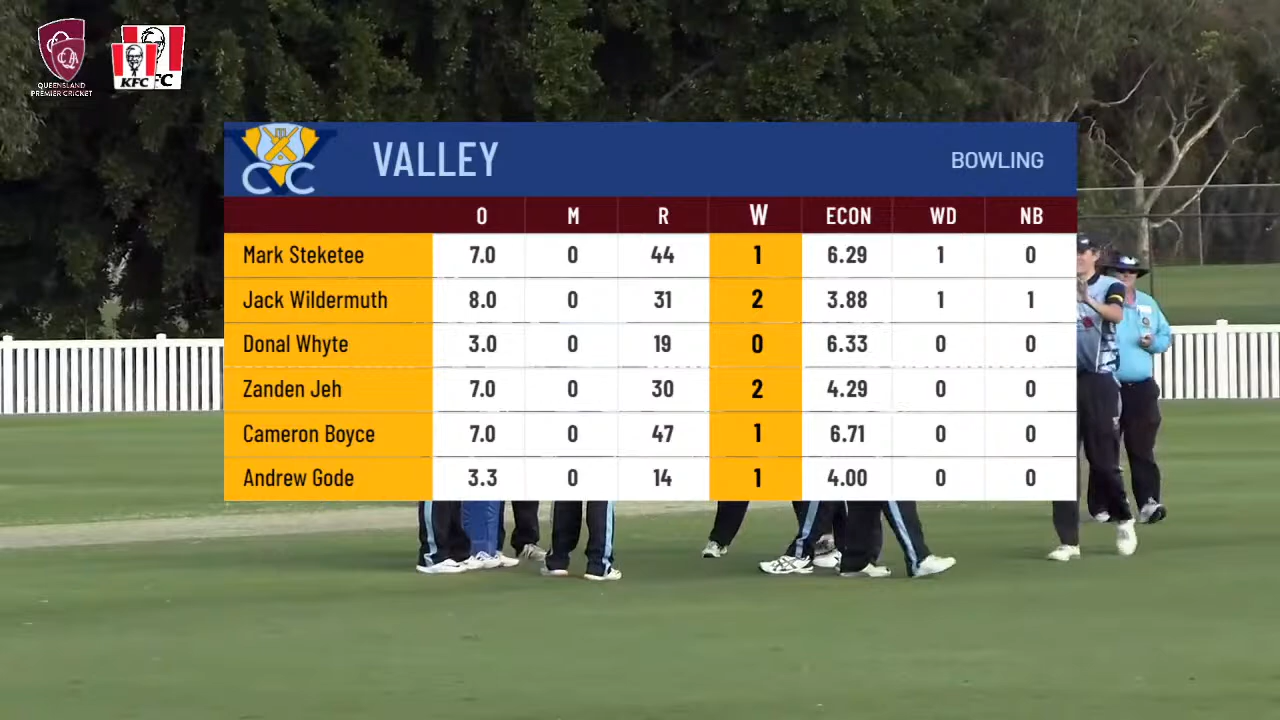 QUEENSLAND
PREMIER CRICKET
KFC
FC
CVC
VALLEY
BOWLING
O M R W ECON WD NB
Mark Steketee 7.0 0 44 1 6.29 1 0
Jack Wildermuth 8.0 0 31 2 3.88 1 1
Donal Whyte 3.0 0 19 0 6.33 0 0
Zanden Jeh 7.0 0 30 2 4.29 0 0
Cameron Boyce 7.0 0 47 1 6.71 0 0
Andrew Gode 3.3 0 14 1 4.00 0 0